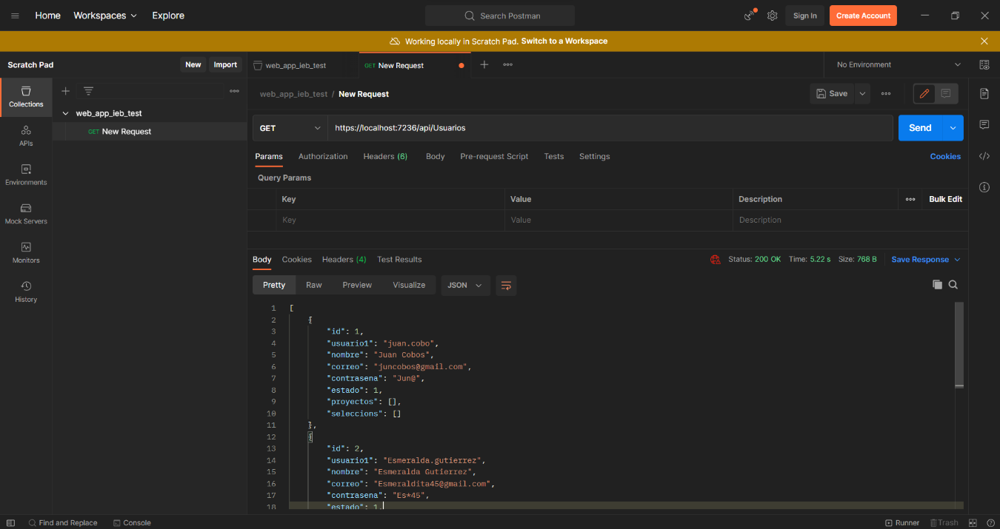 Home Workspaces Explore
Search Postman
Sign In Create Account
Working locally in Scratch Pad. Switch to a Workspace
Scratch Pad New Import
web_app_ieb_test
GET New Request
No Environment
Collections
APIs
Environments
Mock Servers
Monitors
History
web_app_ieb_test
GET New Request
web_app_ieb_test / New Request
Save
GET https://localhost:7236/api/Usuarios Send
Params Authorization Headers (6) Body Pre-request Script Tests Settings Cookies
Query Params
Key Value Description Bulk Edit
Key Value Description
Body Cookies Headers (4) Test Results Status: 200 OK Time: 5.22 s Size: 768 B Save Response
Pretty Raw Preview Visualize JSON
1 [
2 {
3 "id": 1,
4 "usuario1": "juan.cobo",
5 "nombre": "Juan Cobos",
6 "correo": "juncobos@gmail.com",
7 "contrasena": "Jun@",
8 "estado": 1,
9 "proyectos": [],
10 "seleccions": []
11 },
12 {
13 "id": 2,
14 "usuario1": "Esmeralda.gutierrez",
15 "nombre": "Esmeralda Gutierrez",
16 "correo": "Esmeraldita45@gmail.com",
17 "contrasena": "Es*45",
18 "estado": 1,
Find and Replace Console Runner Trash